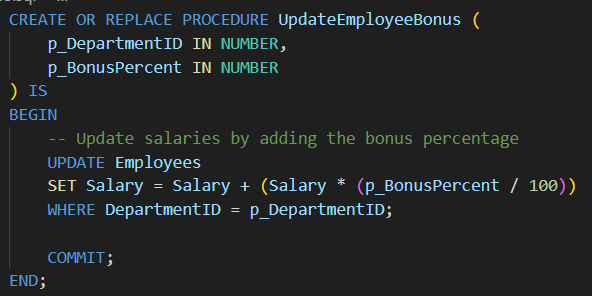 CREATE OR REPLACE PROCEDURE UpdateEmployeeBonus (
    p_DepartmentID IN NUMBER,
    p_BonusPercent IN NUMBER
) IS
BEGIN
    -- Update salaries by adding the bonus percentage
    UPDATE Employees
    SET Salary = Salary + (Salary * (p_BonusPercent / 100))
    WHERE DepartmentID = p_DepartmentID;

    COMMIT;
END;